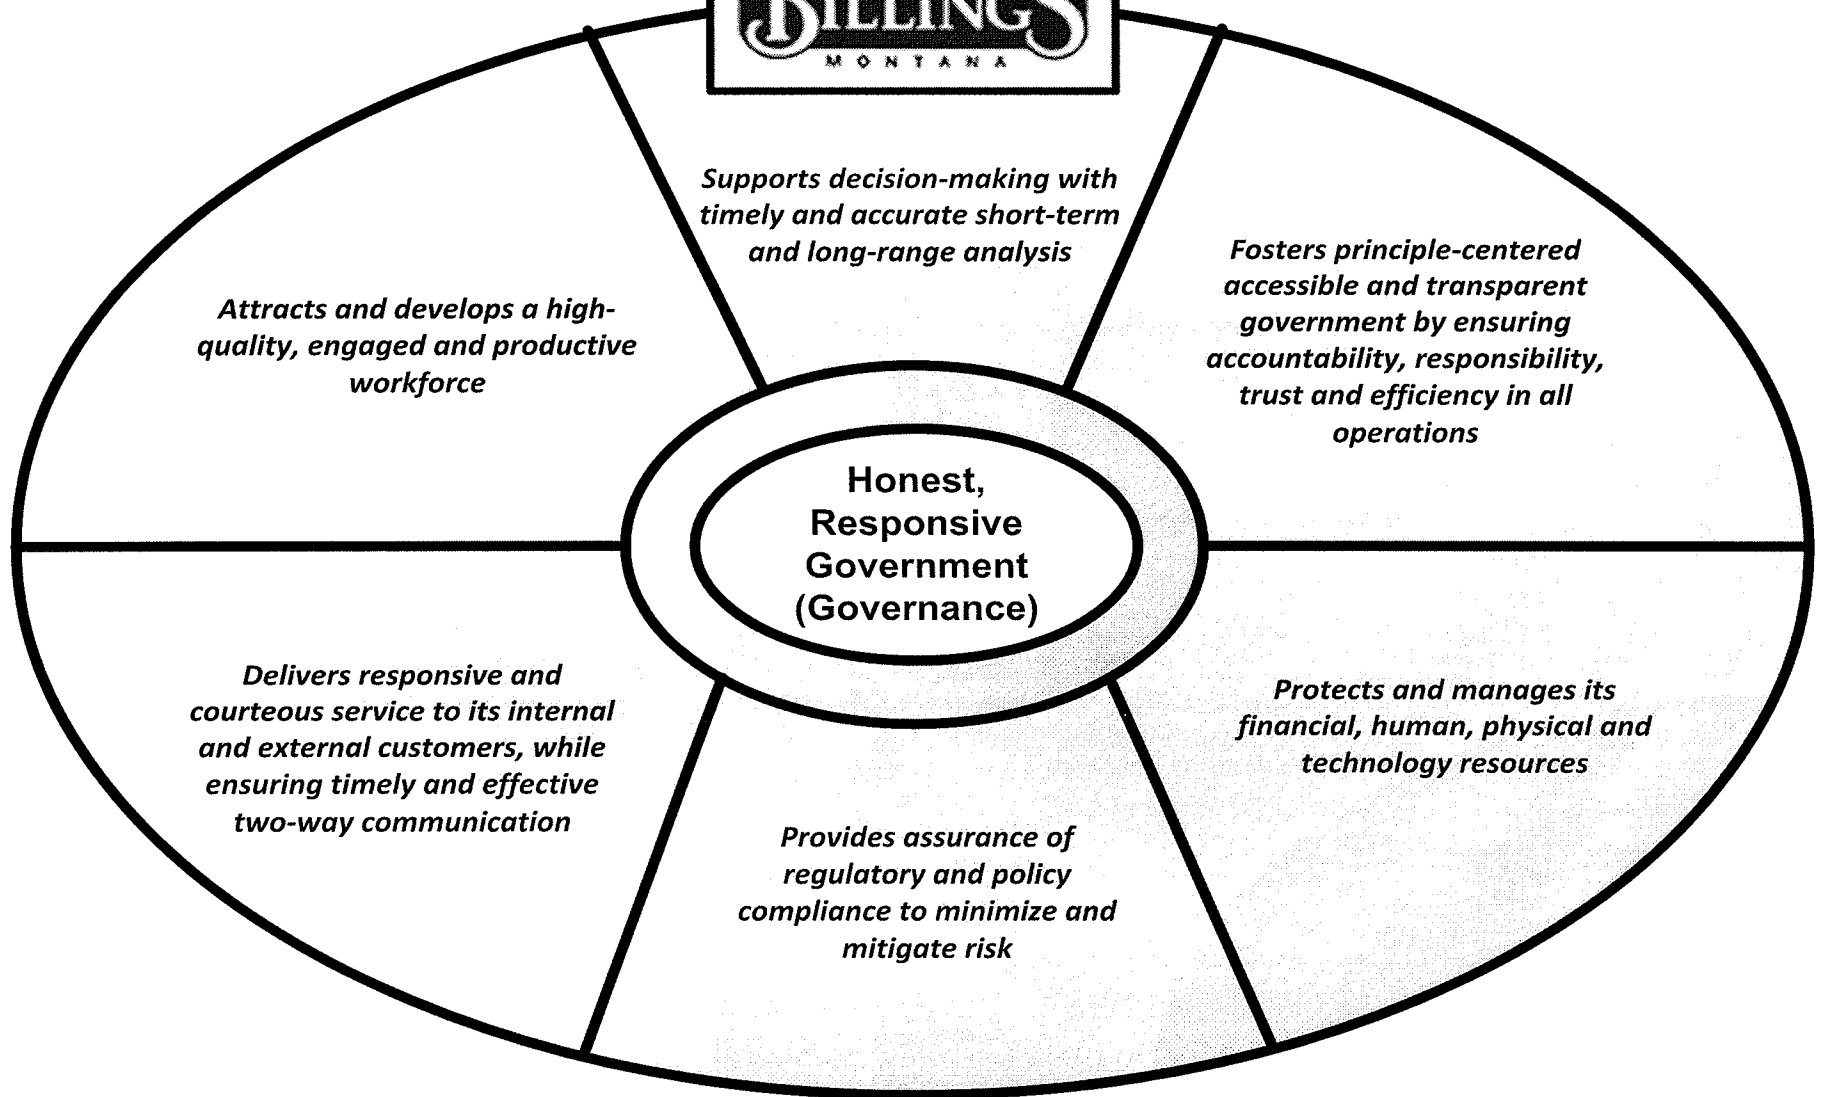 BILLINGS
MONTANA
Supports decision-making with
timely and accurate short-term
and long-range analysis
Fosters principle-centered
accessible and transparent
government by ensuring
accountability, responsibility,
trust and efficiency in all
operations
Attracts and develops a high-
quality, engaged and productive
workforce
Honest,
Responsive
Government
(Governance)
Delivers responsive and
courteous service to its internal
and external customers, while
ensuring timely and effective
two-way communication
Protects and manages its
financial, human, physical and
technology resources
Provides assurance of
regulatory and policy
compliance to minimize and
mitigate risk